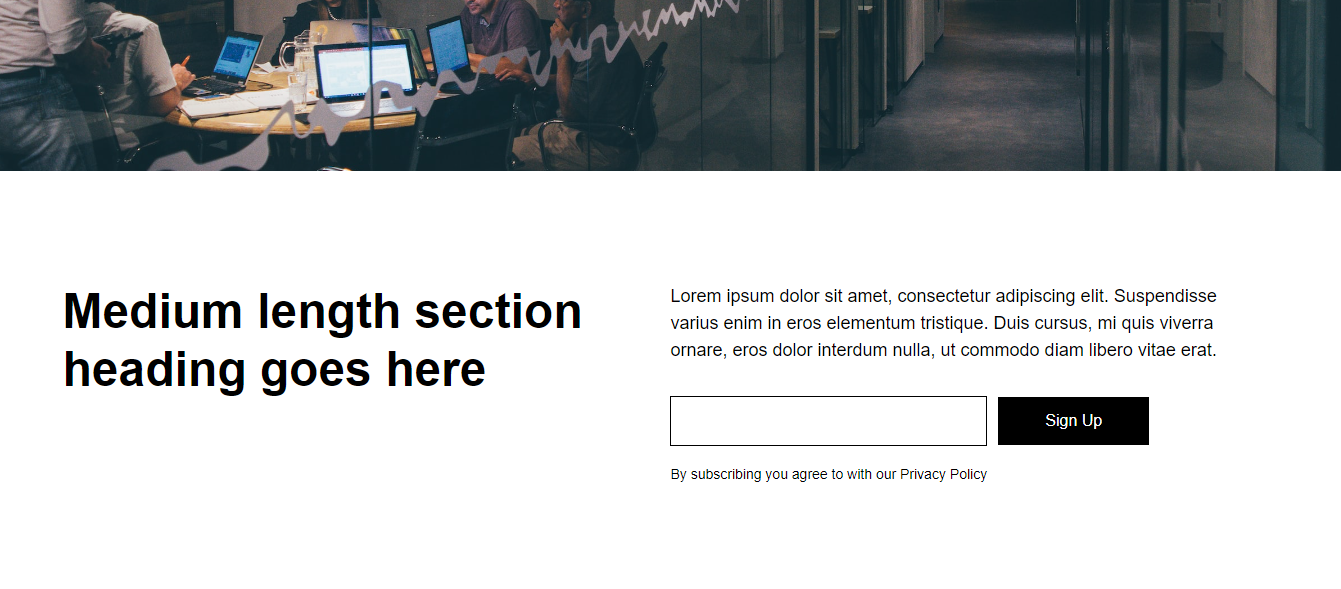 Medium length section
heading goes here
Lorem ipsum dolor sit amet, consectetur adipiscing elit. Suspendisse
varius enim in eros elementum tristique. Duis cursus, mi quis viverra
ornare, eros dolor interdum nulla, ut commodo diam libero vitae erat.
Sign Up
By subscribing you agree to with our Privacy Policy